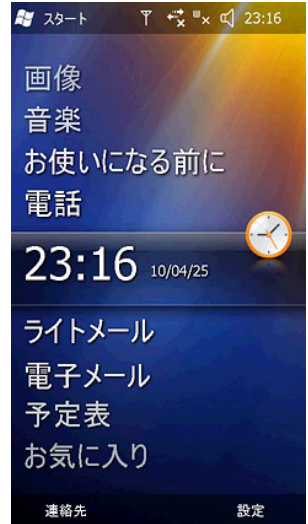 スタート 23:16
画像
音楽
お使いになる前に
電話
23:16 10/04/25
ライトメール
電子メール
予定表
お気に入り
連絡先 設定